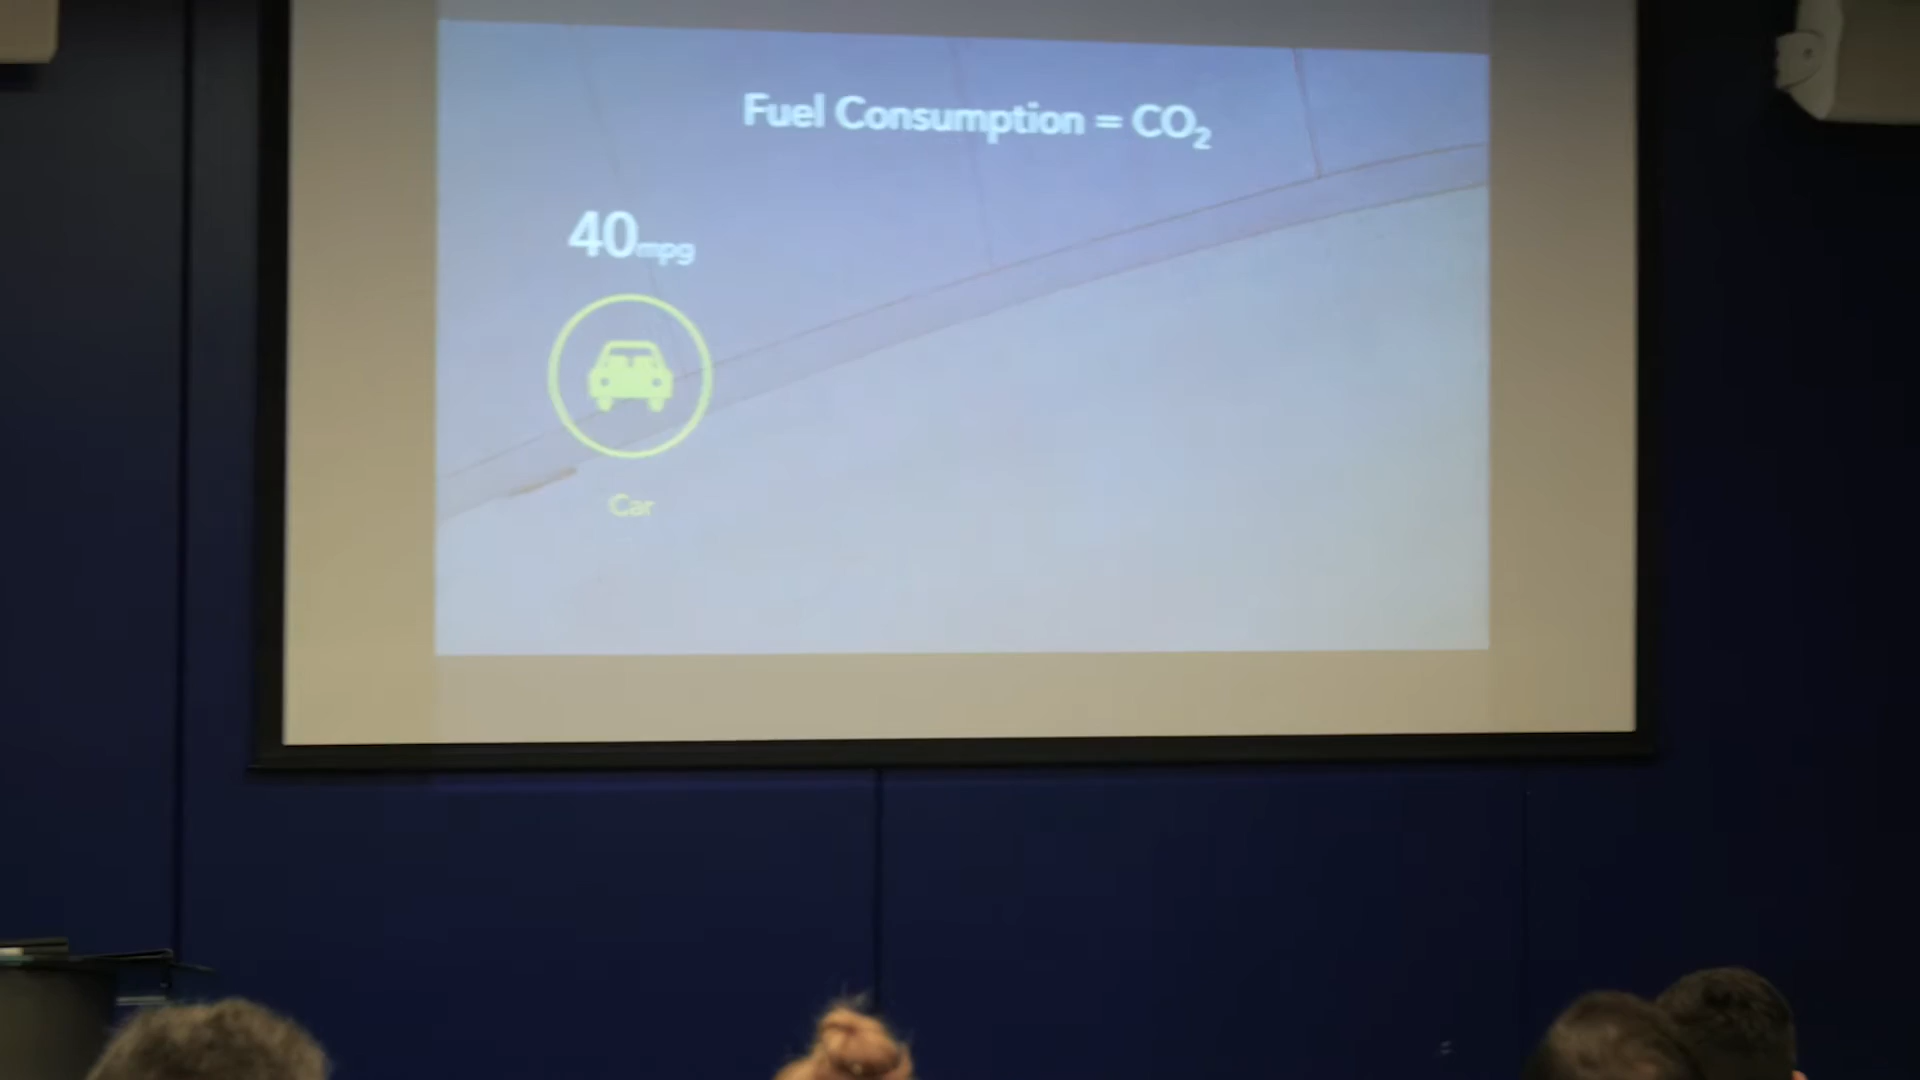 Fuel Consumption = CO₂
40mpg
Car